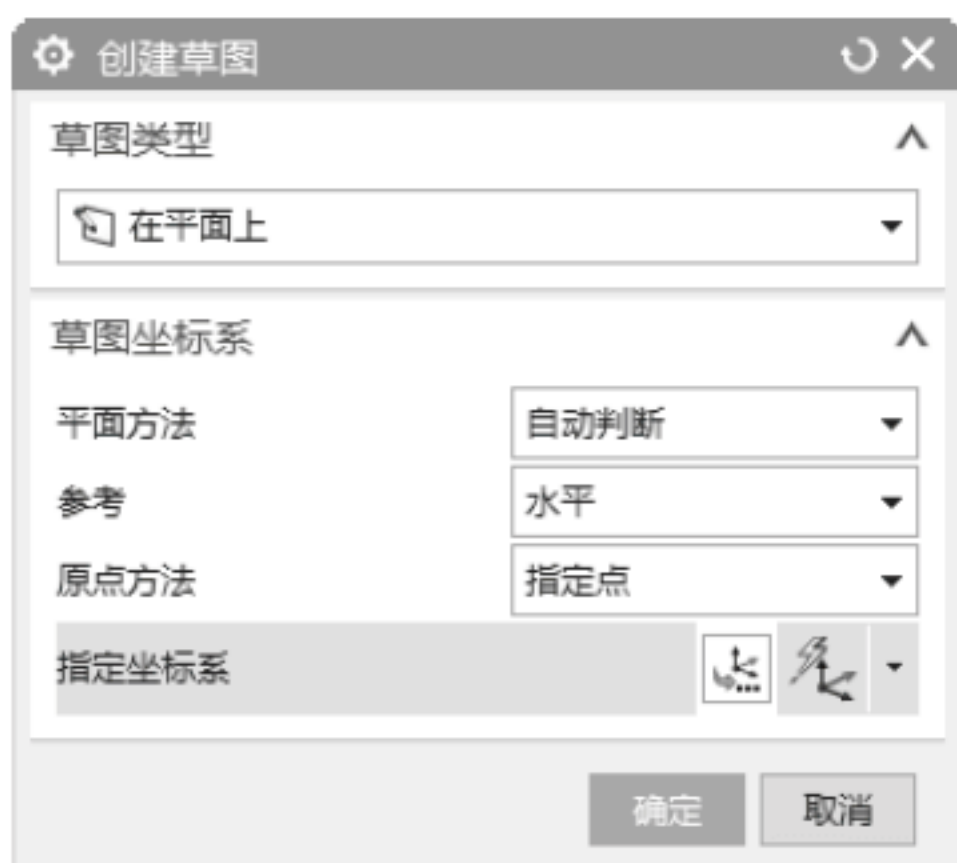 创建草图
草图类型
在平面上
草图坐标系
平面方法 自动判断
参考 水平
原点方法 指定点
指定坐标系
确定 取消